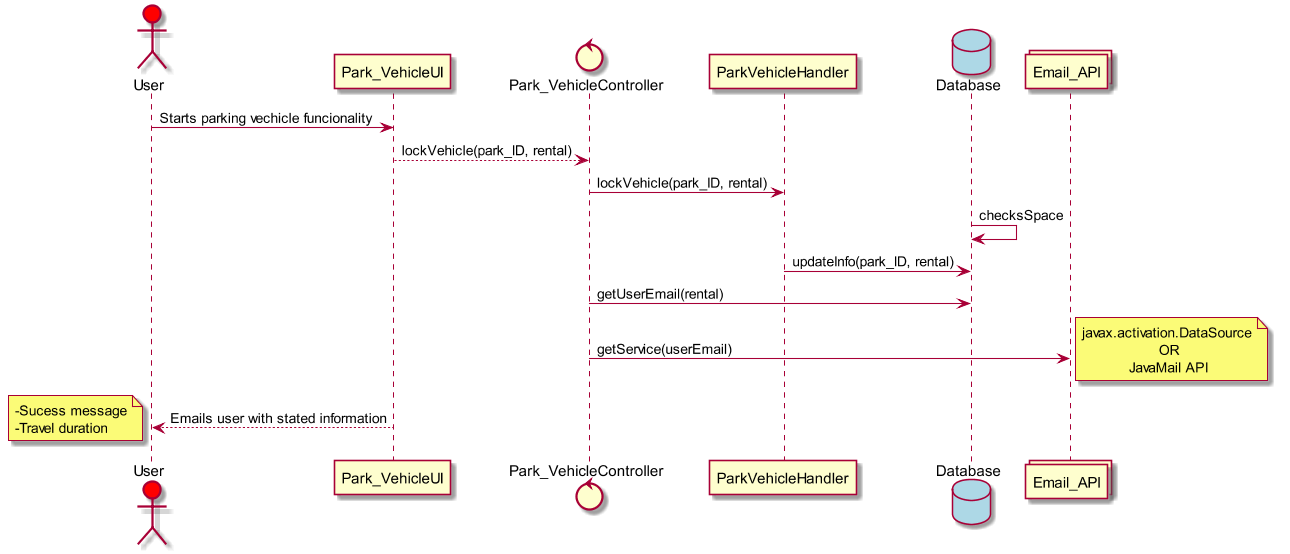 User
Park_VehicleUI
Park_VehicleController
ParkVehicleHandler
Database
Email_API
Starts parking vechicle funcionality
lockVehicle(park_ID, rental)
lockVehicle(park_ID, rental)
checksSpace
updateInfo(park_ID, rental)
getUserEmail(rental)
getService(userEmail)
javax.activation.DataSource
OR
JavaMail API
-Sucess message
-Travel duration
Emails user with stated information
User
Park_VehicleUI
Park_VehicleController
ParkVehicleHandler
Database
Email_API